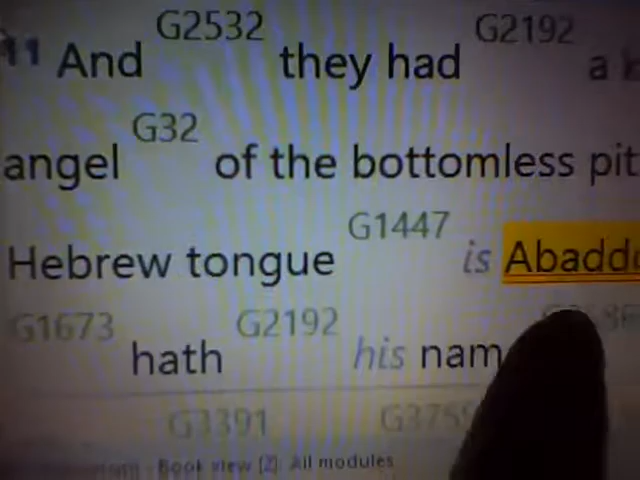 11 And G2532 they had G2192 a
angel G32 of the bottomless pit
Hebrew tongue G1447 is Abadd
G1673 hath G2192 his nam
G3391
Book view [2]: All modules